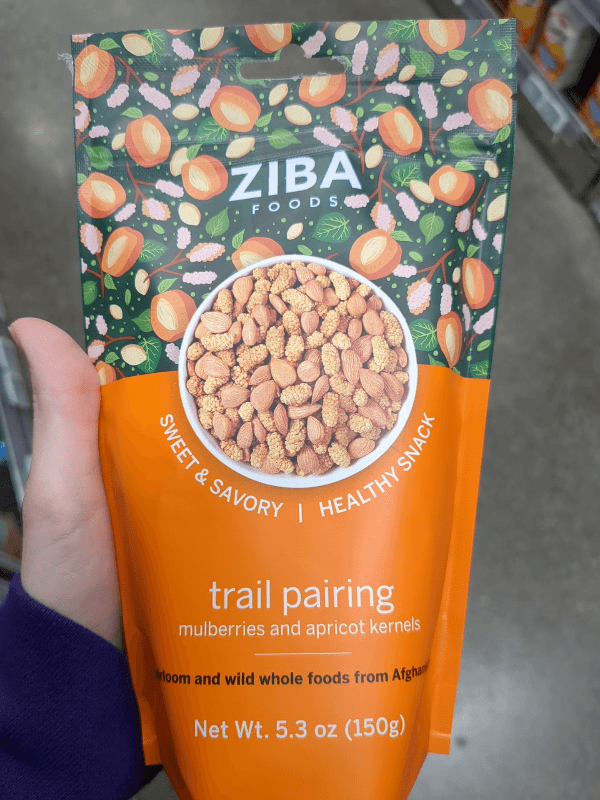 ZIBA
FOODS
SWEET & SAVORY | HEALTHY SNACK
trail pairing
mulberries and apricot kernels
and wild whole foods from
Net Wt. 5.3 oz (150g)